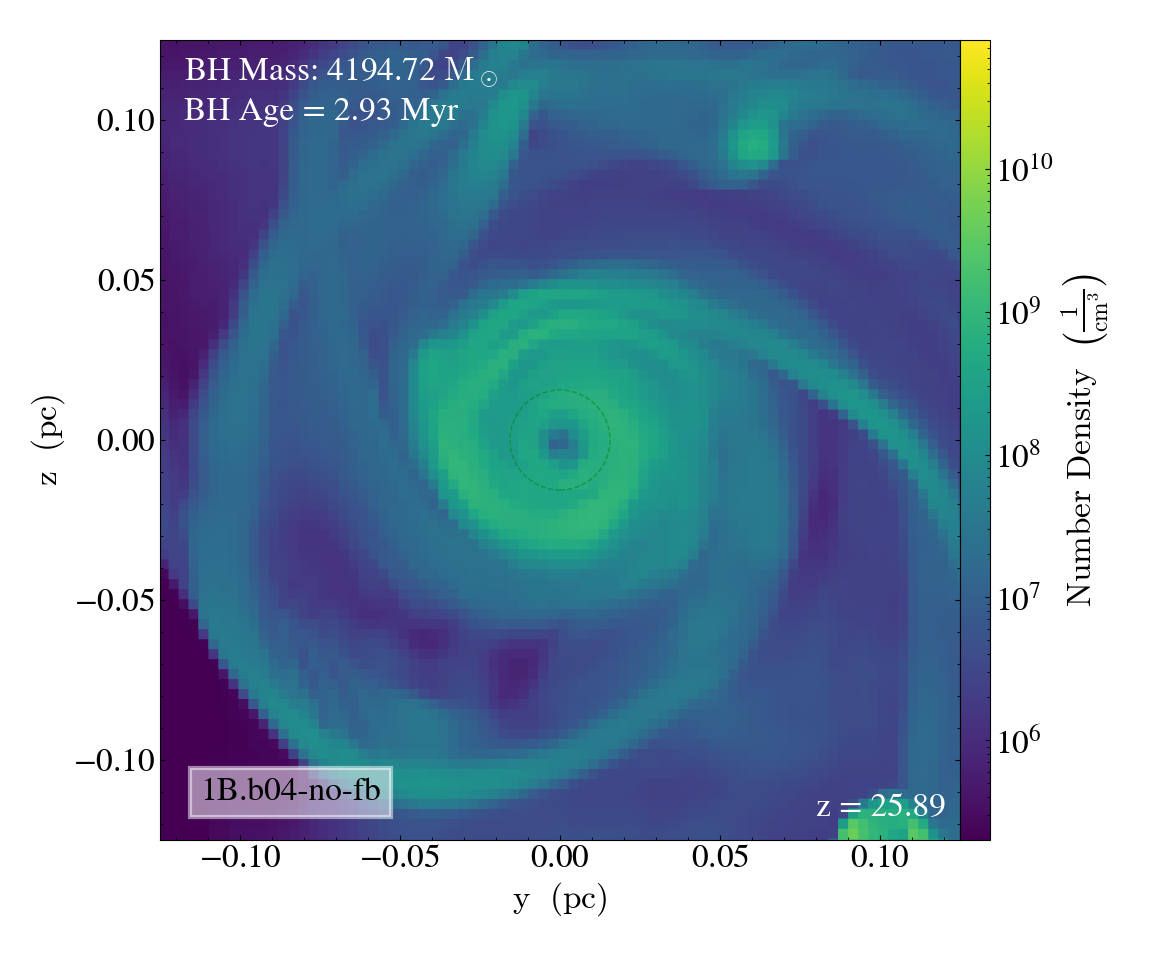 BH Mass: 4194.72 M⊙
BH Age = 2.93 Myr
0.10
0.05
0.00
−0.05
−0.10
z (pc)
1B.b04-no-fb
z = 25.89
−0.10 −0.05 0.00 0.05 0.10
y (pc)
10¹⁰
10⁹
10⁸
10⁷
10⁶
Number Density (1/cm³)